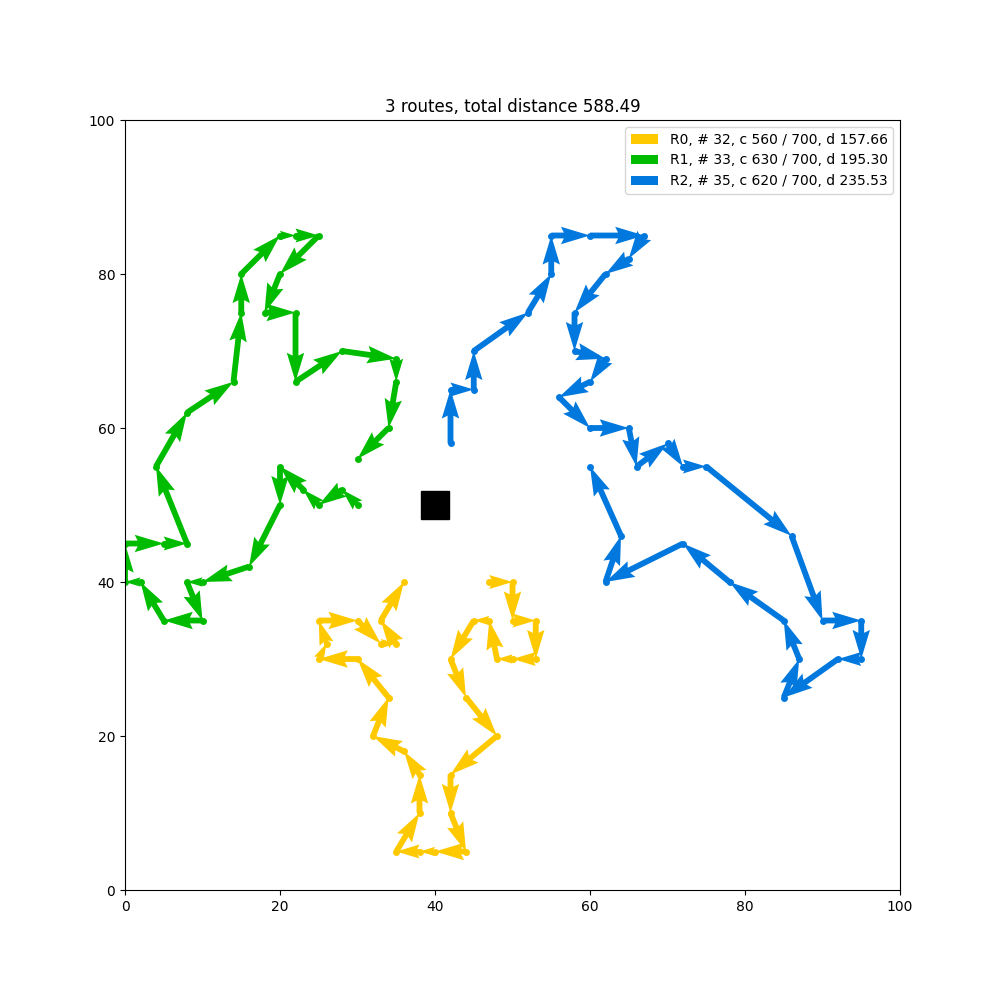 3 routes, total distance 588.49
R0, # 32, c 560 / 700, d 157.66
R1, # 33, c 630 / 700, d 195.30
R2, # 35, c 620 / 700, d 235.53
100
80
60
40
20
0
0 20 40 60 80 100